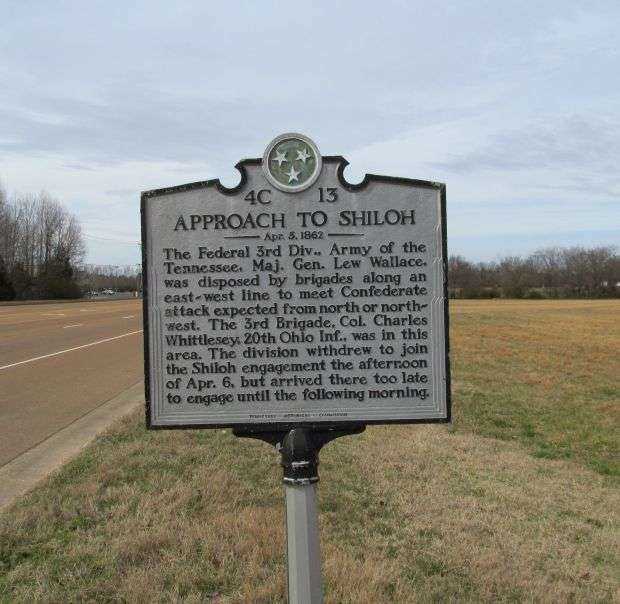 4C 13
APPROACH TO SHILOH
Apr. 5, 1862
The Federal 3rd Div., Army of the
Tennessee, Maj. Gen. Lew Wallace,
was disposed by brigades along an
east-west line to meet Confederate
attack expected from north or north-
west. The 3rd Brigade, Col. Charles
Whittlesey, 20th Ohio Inf., was in this
area. The division withdrew to join
the Shiloh engagement the afternoon
of Apr. 6, but arrived there too late
to engage until the following morning.
TENNESSEE HISTORICAL COMMISSION